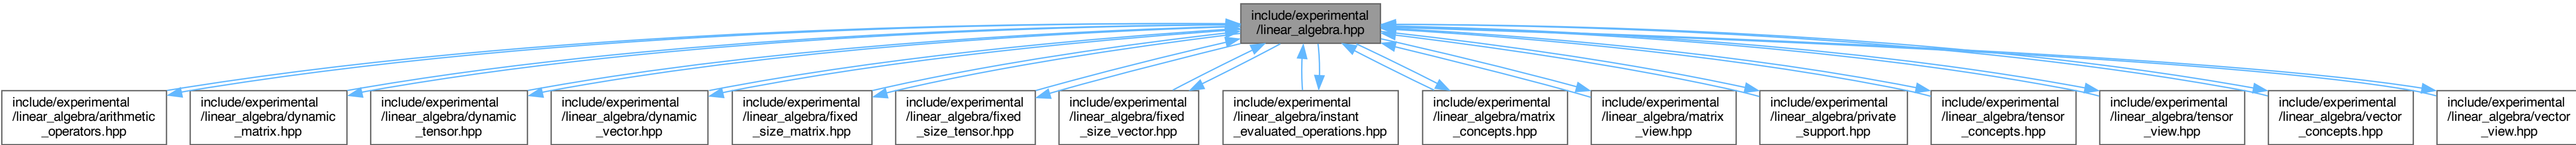 include/experimental
/linear_algebra.hpp
include/experimental
/linear_algebra/arithmetic
_operators.hpp
include/experimental
/linear_algebra/dynamic
_matrix.hpp
include/experimental
/linear_algebra/dynamic
_tensor.hpp
include/experimental
/linear_algebra/dynamic
_vector.hpp
include/experimental
/linear_algebra/fixed
_size_matrix.hpp
include/experimental
/linear_algebra/fixed
_size_tensor.hpp
include/experimental
/linear_algebra/fixed
_size_vector.hpp
include/experimental
/linear_algebra/instant
_evaluated_operations.hpp
include/experimental
/linear_algebra/matrix
_concepts.hpp
include/experimental
/linear_algebra/matrix
_view.hpp
include/experimental
/linear_algebra/private
_support.hpp
include/experimental
/linear_algebra/tensor
_concepts.hpp
include/experimental
/linear_algebra/tensor
_view.hpp
include/experimental
/linear_algebra/vector
_concepts.hpp
include/experimental
/linear_algebra/vector
_view.hpp